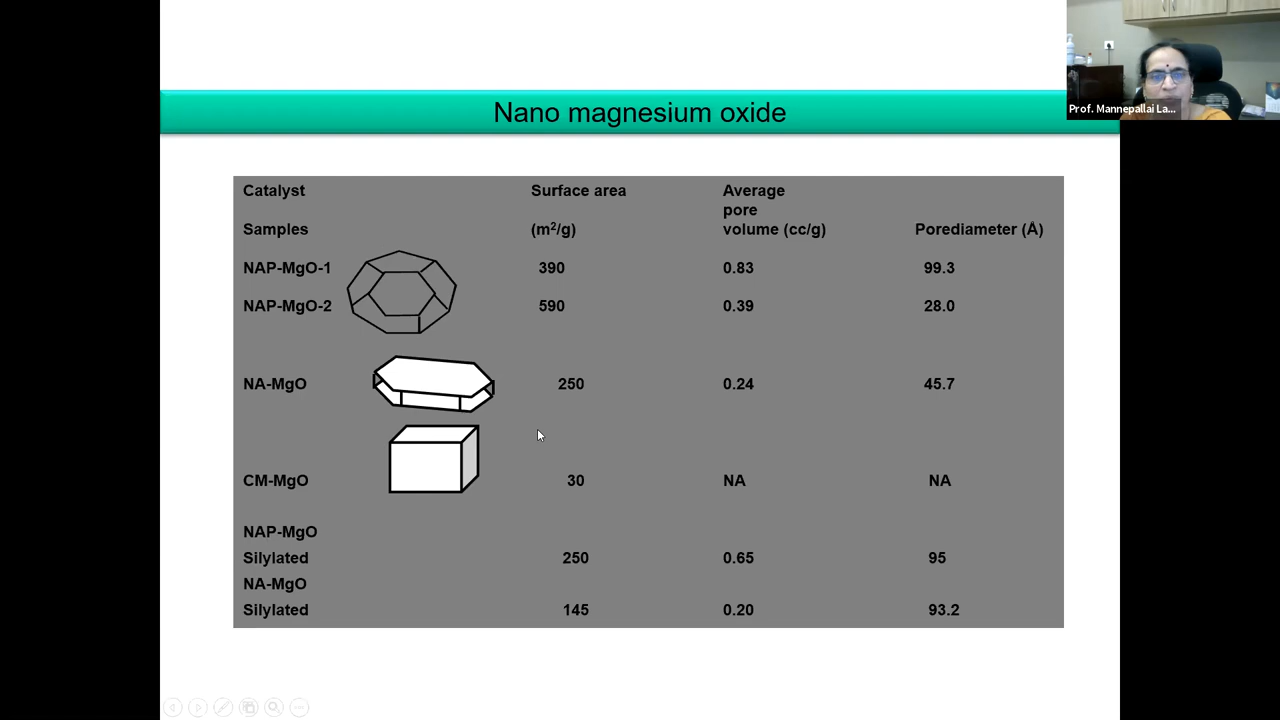 Prof. Mannepallai La...
Nano magnesium oxide
Catalyst Surface area Average
pore
Samples (m²/g) volume (cc/g) Porediameter (Å)
NAP-MgO-1 390 0.83 99.3
NAP-MgO-2 590 0.39 28.0
NA-MgO 250 0.24 45.7
CM-MgO 30 NA NA
NAP-MgO
Silylated 250 0.65 95
NA-MgO
Silylated 145 0.20 93.2